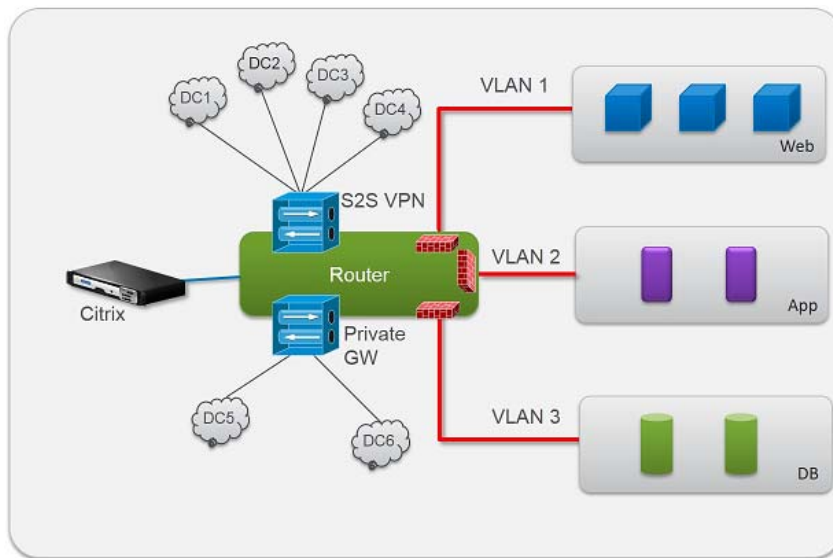 DC1
DC2
DC3
DC4
S2S VPN
VLAN 1
Web
Router
Citrix
VLAN 2
App
Private
GW
DC5
DC6
VLAN 3
DB